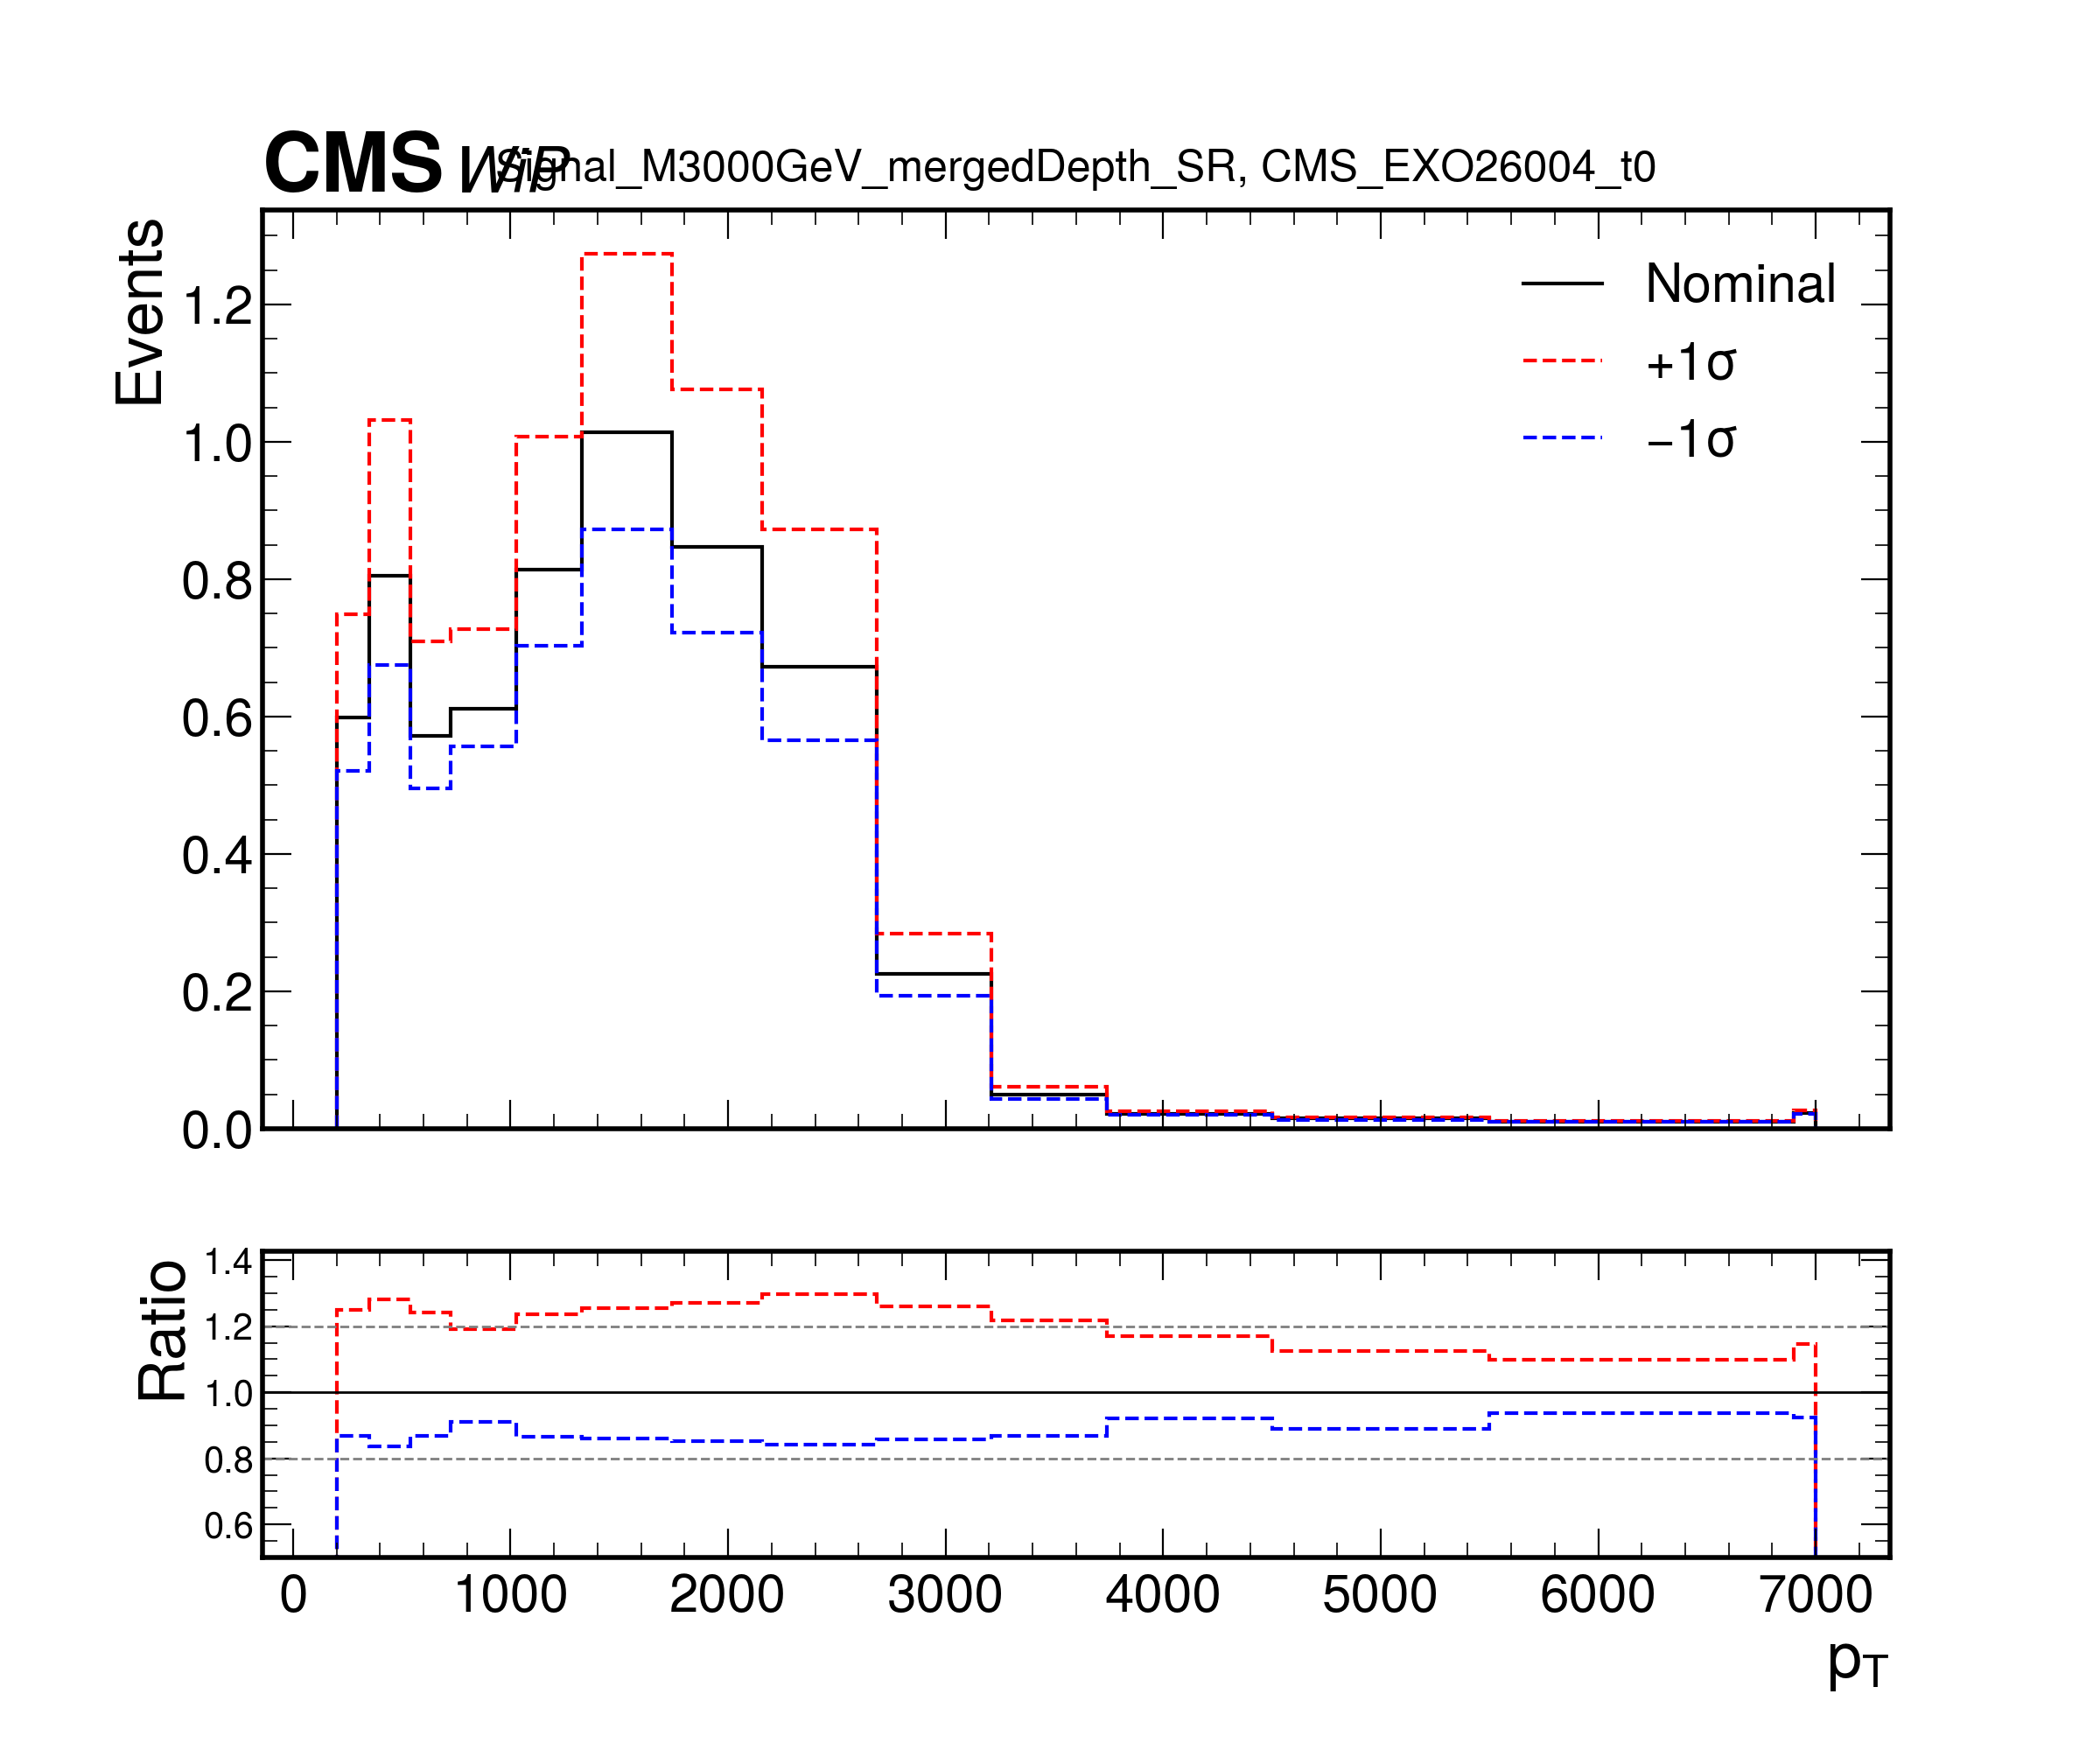 CMS WiP Signal_M3000GeV_mergedDepth_SR, CMS_EXO26004_t0
Events
1.2
1.0
0.8
0.6
0.4
0.2
0.0
Nominal
+1σ
−1σ
Ratio
1.4
1.2
1.0
0.8
0.6
0 1000 2000 3000 4000 5000 6000 7000
pT